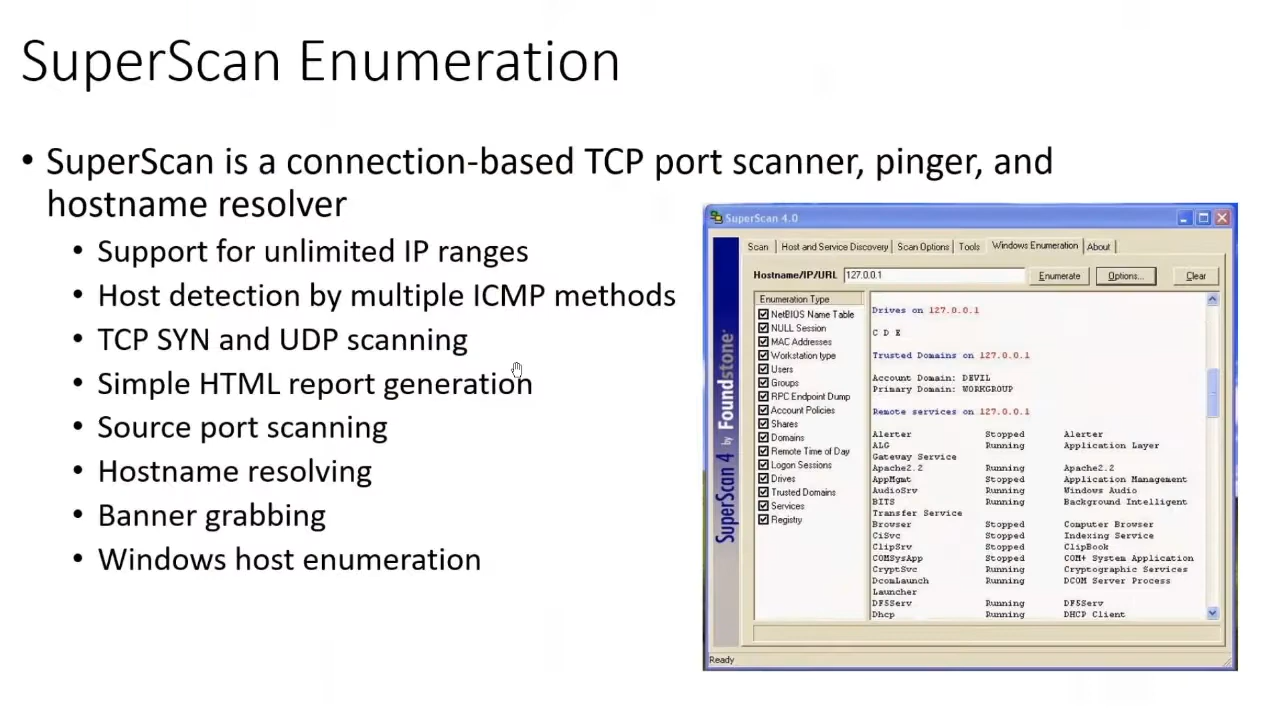 SuperScan Enumeration
• SuperScan is a connection-based TCP port scanner, pinger, and
hostname resolver
• Support for unlimited IP ranges
• Host detection by multiple ICMP methods
• TCP SYN and UDP scanning
• Simple HTML report generation
• Source port scanning
• Hostname resolving
• Banner grabbing
• Windows host enumeration
SuperScan 4.0
Scan Host and Service Discovery Scan Options Tools Windows Enumeration About
Hostname/IP/URL 127.0.0.1 Enumerate Options... Clear
SuperScan 4 by Foundstone
Enumeration Type
NetBIOS Name Table
NULL Session
MAC Addresses
Workstation type
Users
Groups
RPC Endpoint Dump
Account Policies
Shares
Domains
Remote Time of Day
Logon Sessions
Drives
Trusted Domains
Services
Registry
Drives on 127.0.0.1
C D E
Trusted Domains on 127.0.0.1
Account Domain: DEVIL
Primary Domain: WORKGROUP
Remote services on 127.0.0.1
Alerter Stopped Alerter
ALG Running Application Layer
Gateway Service
Apache2.2 Running Apache2.2
AppMgmt Stopped Application Management
AudioSrv Running Windows Audio
BITS Running Background Intelligent
Transfer Service
Browser Stopped Computer Browser
CiSvc Stopped Indexing Service
ClipSrv Stopped ClipBook
COMSysApp Stopped COM+ System Application
CryptSvc Running Cryptographic Services
DcomLaunch Running DCOM Server Process
Launcher
DF5Serv Running DF5Serv
Dhcp Running DHCP Client
Ready